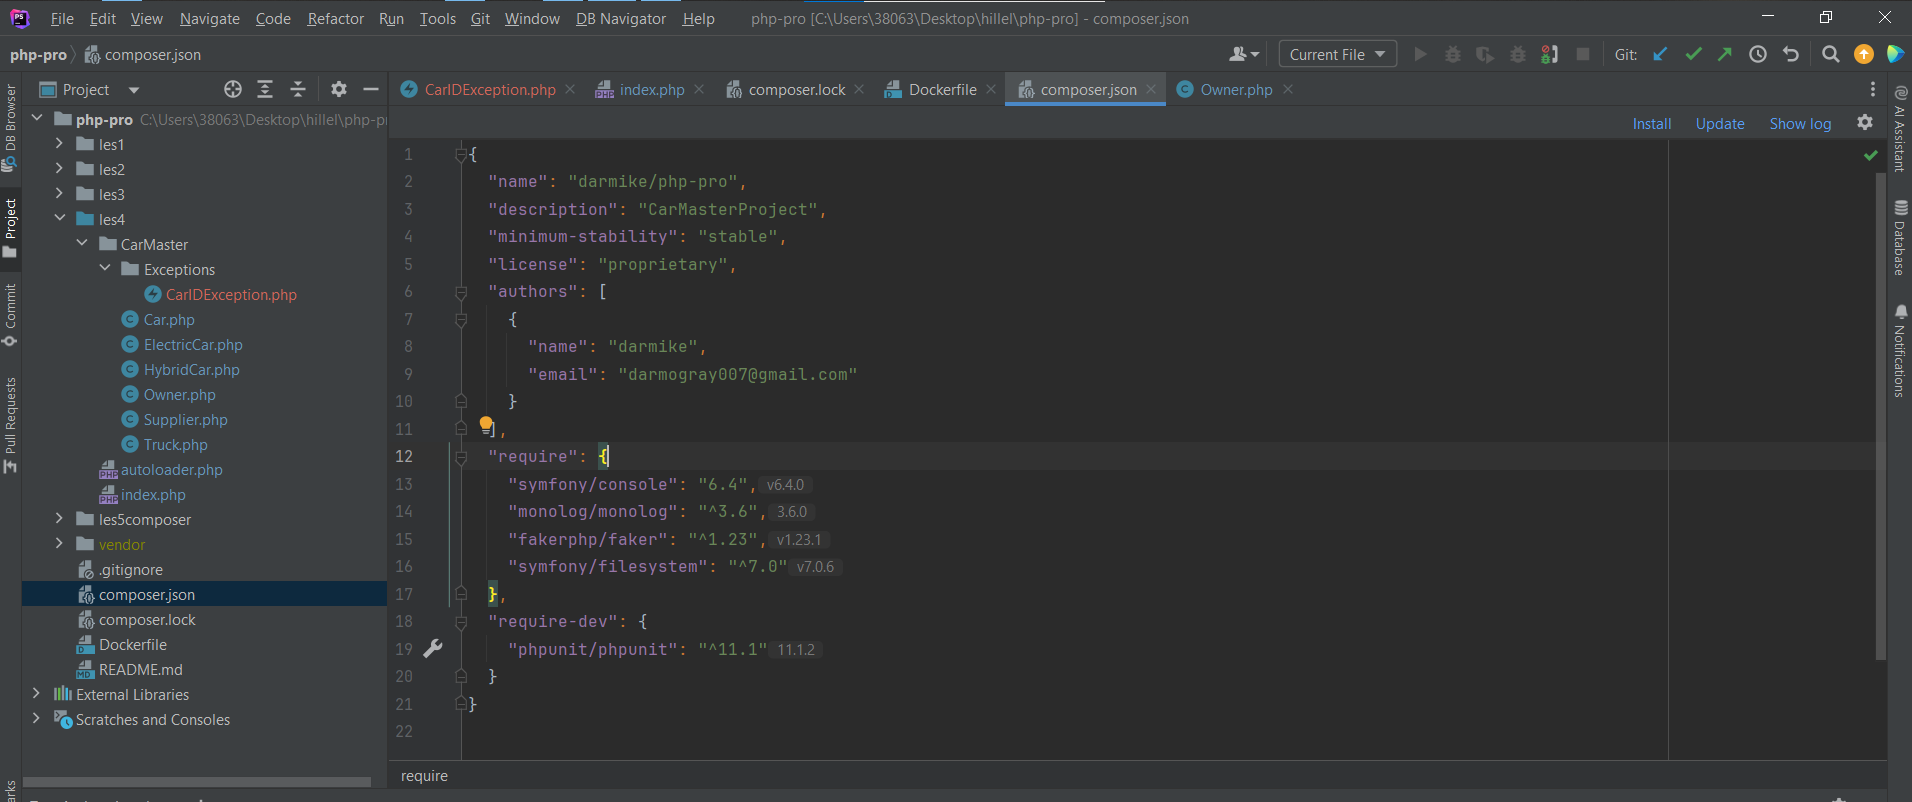 File Edit View Navigate Code Refactor Run Tools Git Window DB Navigator Help php-pro [C:\Users\38063\Desktop\hillel\php-pro] - composer.json
php-pro composer.json Current File Git:
Project CarIDException.php index.php composer.lock Dockerfile composer.json Owner.php
Install Update Show log
DB Browser
Project
Commit
Pull Requests
php-pro C:\Users\38063\Desktop\hillel\php-p
les1
les2
les3
les4
CarMaster
Exceptions
CarIDException.php
Car.php
ElectricCar.php
HybridCar.php
Owner.php
Supplier.php
Truck.php
autoloader.php
index.php
les5composer
vendor
.gitignore
composer.json
composer.lock
Dockerfile
README.md
External Libraries
Scratches and Consoles
1 {
2 "name": "darmike/php-pro",
3 "description": "CarMasterProject",
4 "minimum-stability": "stable",
5 "license": "proprietary",
6 "authors": [
7 {
8 "name": "darmike",
9 "email": "darmogray007@gmail.com"
10 }
11 ],
12 "require": {
13 "symfony/console": "6.4", v6.4.0
14 "monolog/monolog": "^3.6", 3.6.0
15 "fakerphp/faker": "^1.23", v1.23.1
16 "symfony/filesystem": "^7.0" v7.0.6
17 },
18 "require-dev": {
19 "phpunit/phpunit": "^11.1" 11.1.2
20 }
21 }
22
require
AI Assistant
Database
Notifications